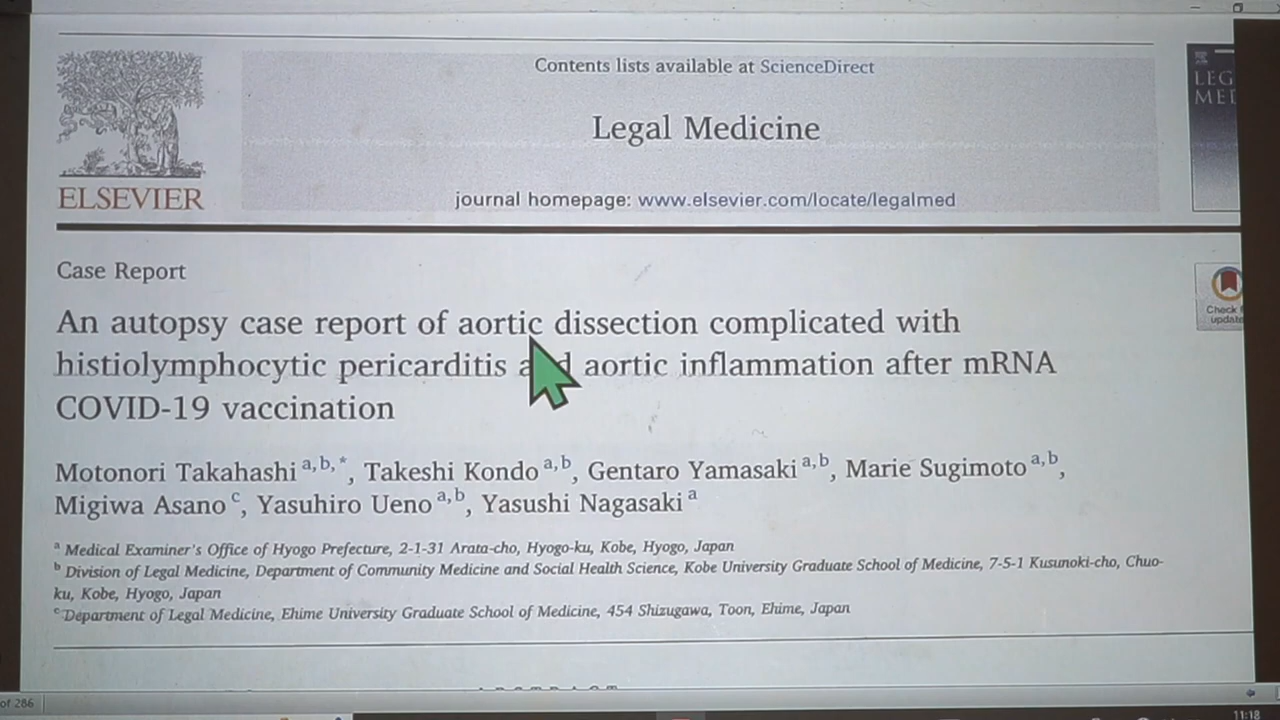 Contents lists available at ScienceDirect
LEG
MED
Legal Medicine
ELSEVIER
journal homepage: www.elsevier.com/locate/legalmed
Case Report
Check f
update
An autopsy case report of aortic dissection complicated with
histiolymphocytic pericarditis and aortic inflammation after mRNA
COVID-19 vaccination
Motonori Takahashi a,b,*, Takeshi Kondo a,b, Gentaro Yamasaki a,b, Marie Sugimoto a,b,
Migiwa Asano c, Yasuhiro Ueno a,b, Yasushi Nagasaki a
a Medical Examiner's Office of Hyogo Prefecture, 2-1-31 Arata-cho, Hyogo-ku, Kobe, Hyogo, Japan
b Division of Legal Medicine, Department of Community Medicine and Social Health Science, Kobe University Graduate School of Medicine, 7-5-1 Kusunoki-cho, Chuo-
ku, Kobe, Hyogo, Japan
c Department of Legal Medicine, Ehime University Graduate School of Medicine, 454 Shizugawa, Toon, Ehime, Japan
of 286
11:18